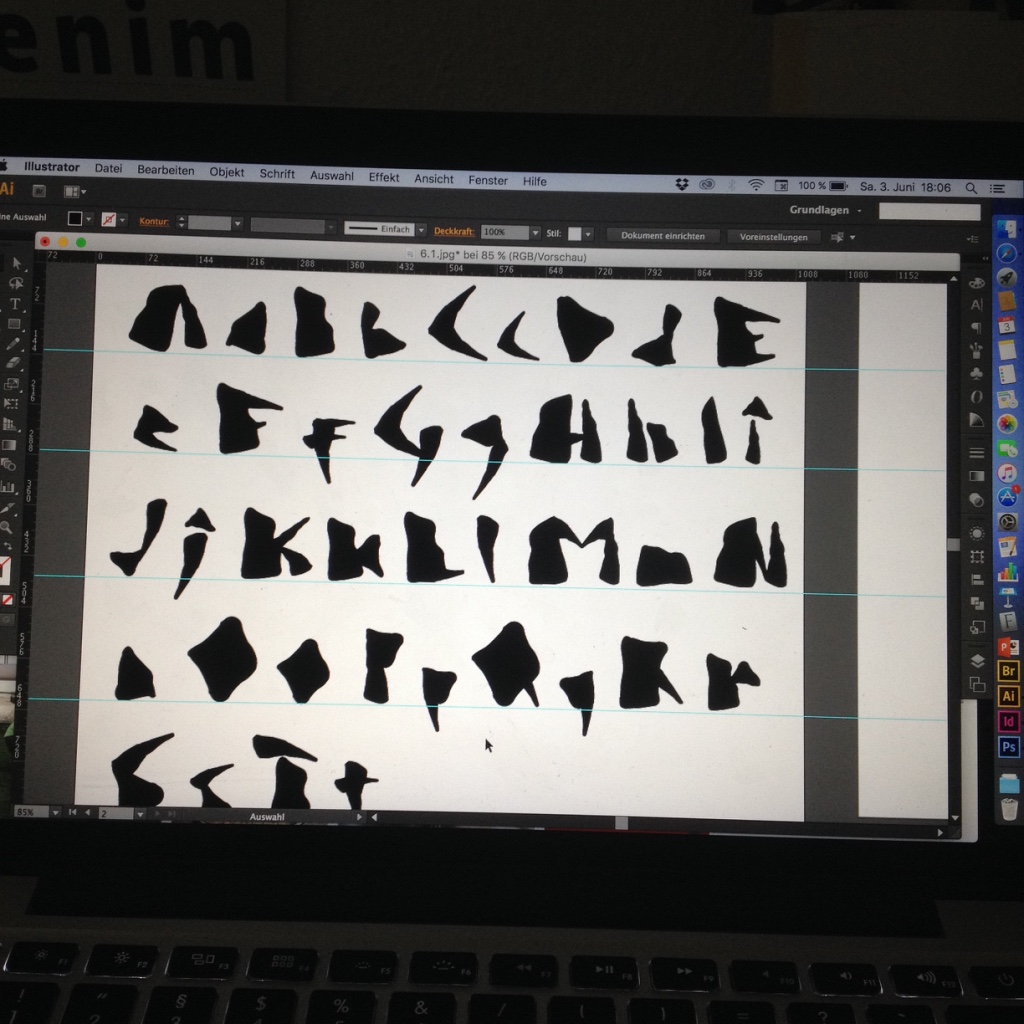 enim
Illustrator Datei Bearbeiten Objekt Schrift Auswahl Effekt Ansicht Fenster Hilfe 100 % Sa. 3. Juni 18:06
Ai Br Grundlagen
ne Auswahl Kontur: Einfach Deckkraft: 100% Stil: Dokument einrichten Voreinstellungen
6.1.jpg* bei 85 % (RGB/Vorschau)
72 0 72 144 216 288 360 432 504 576 648 720 792 864 936 1008 1080 1152
A a B b C c D d E
e F f G g H h I i
J j K k L l M m N
n O o P p Q q R r
S s T t
Br
Ai
Id
Ps
85% 2 Auswahl
F1 F2 F3 F4 F5 F6 F7 F8 F9 F10 F11 F12
! " § $ % & / ( ) = ?